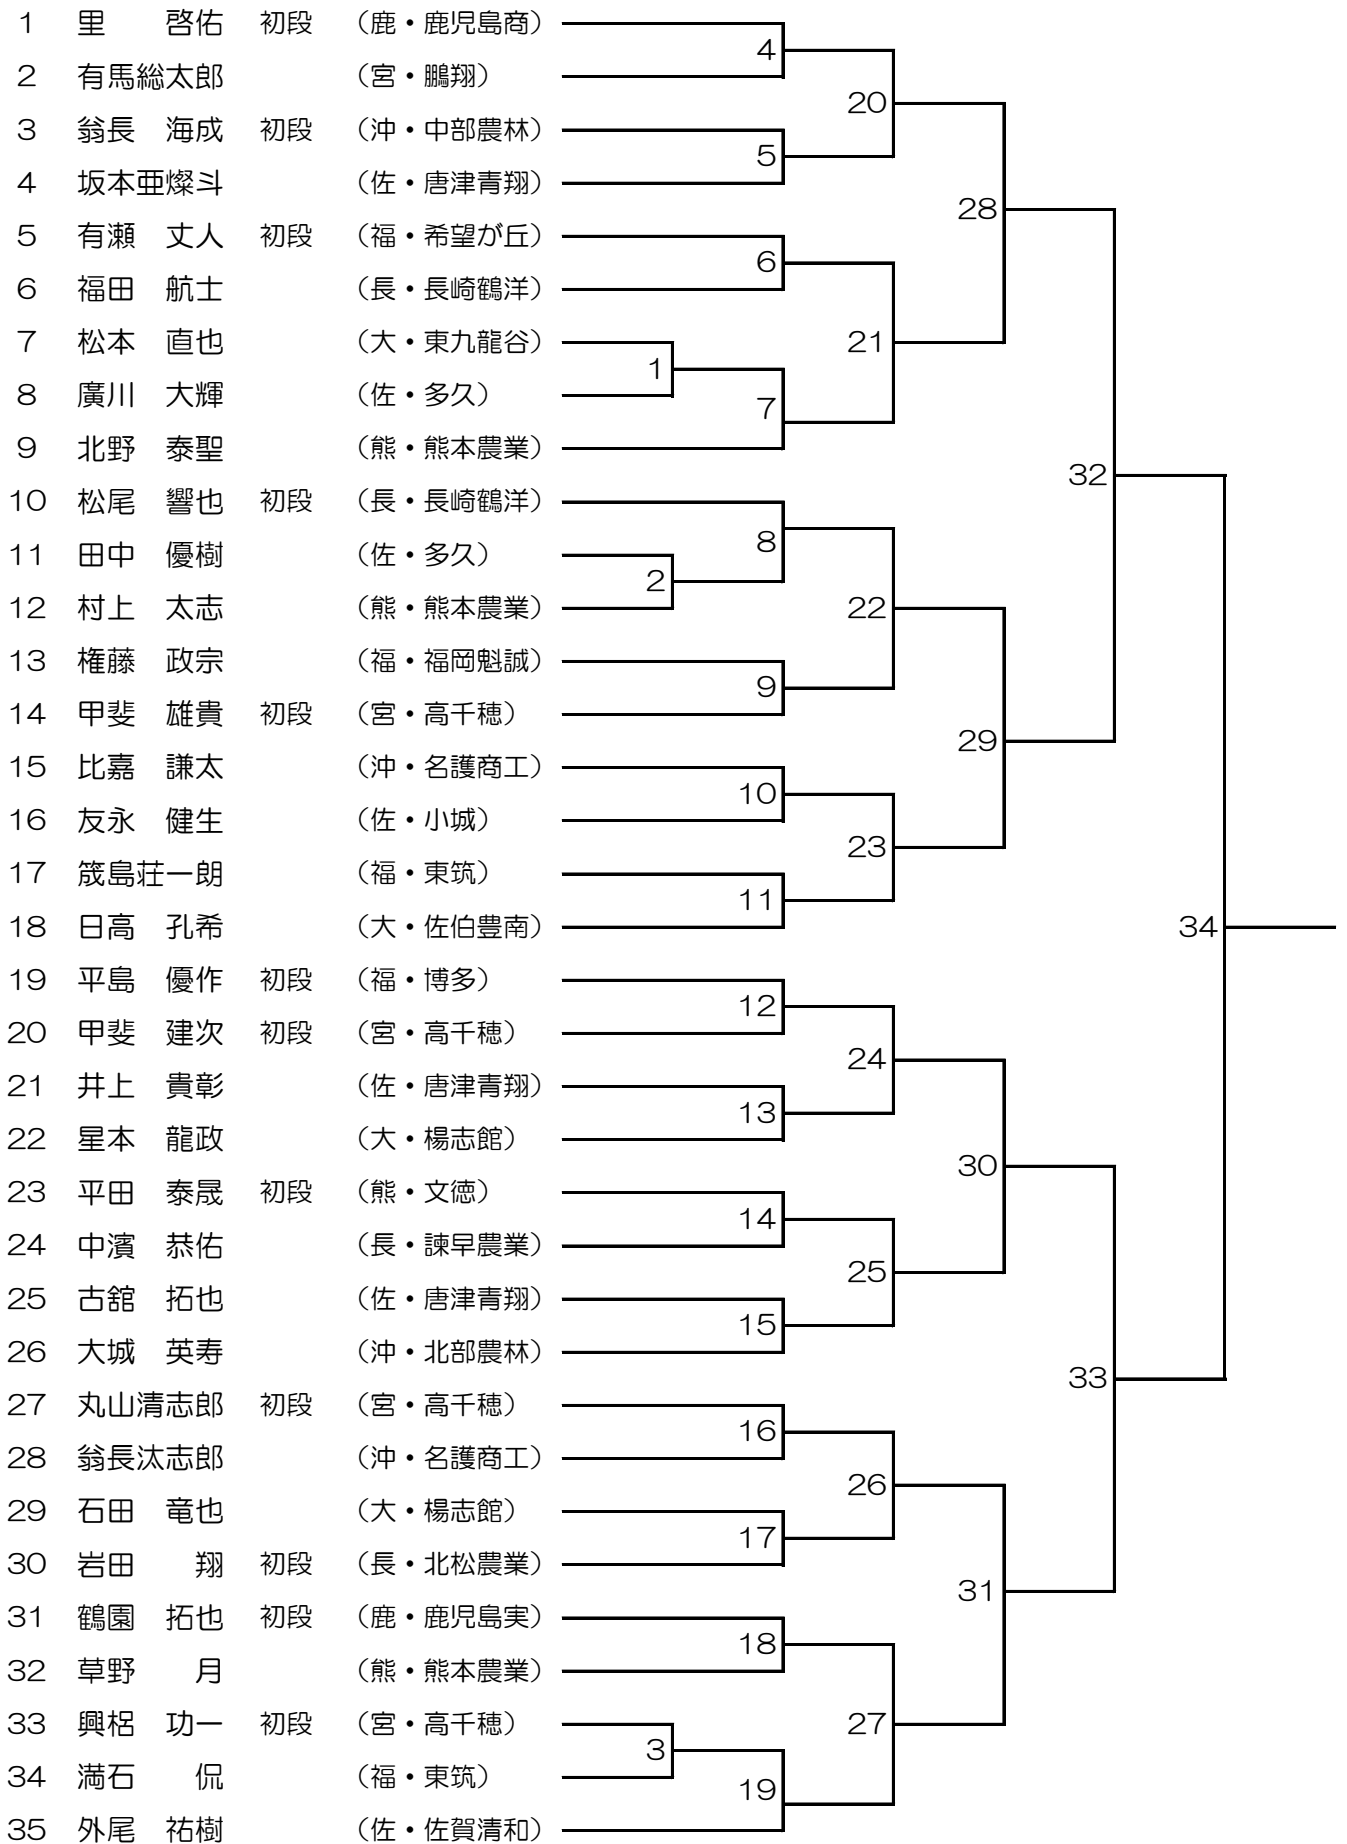 1 里 啓佑 初段 （鹿・鹿児島商）
4
2 有馬総太郎 （宮・鵬翔）
20
3 翁長 海成 初段 （沖・中部農林）
5
4 坂本亜燦斗 （佐・唐津青翔）
28
5 有瀬 丈人 初段 （福・希望が丘）
6
6 福田 航士 （長・長崎鶴洋）
7 松本 直也 （大・東九龍谷） 21
1
8 廣川 大輝 （佐・多久） 7
9 北野 泰聖 （熊・熊本農業）
32
10 松尾 響也 初段 （長・長崎鶴洋）
8
11 田中 優樹 （佐・多久）
2
12 村上 太志 （熊・熊本農業） 22
13 権藤 政宗 （福・福岡魁誠）
9
14 甲斐 雄貴 初段 （宮・高千穂）
29
15 比嘉 謙太 （沖・名護商工）
10
16 友永 健生 （佐・小城）
23
17 筬島荘一朗 （福・東筑）
11
18 日高 孔希 （大・佐伯豊南） 34
19 平島 優作 初段 （福・博多）
12
20 甲斐 建次 初段 （宮・高千穂）
24
21 井上 貴彰 （佐・唐津青翔）
13
22 星本 龍政 （大・楊志館）
30
23 平田 泰晟 初段 （熊・文徳）
14
24 中濱 恭佑 （長・諫早農業）
25
25 古舘 拓也 （佐・唐津青翔）
15
26 大城 英寿 （沖・北部農林）
33
27 丸山清志郎 初段 （宮・高千穂）
16
28 翁長汰志郎 （沖・名護商工）
26
29 石田 竜也 （大・楊志館）
17
30 岩田 翔 初段 （長・北松農業）
31
31 鶴園 拓也 初段 （鹿・鹿児島実）
18
32 草野 月 （熊・熊本農業）
33 興梠 功一 初段 （宮・高千穂） 27
3
34 満石 侃 （福・東筑）
19
35 外尾 祐樹 （佐・佐賀清和）